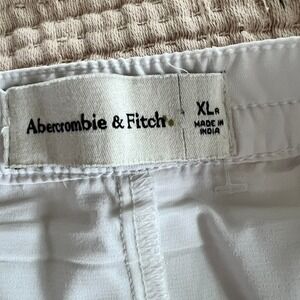 Abercrombie & Fitch
XL R
MADE IN
INDIA